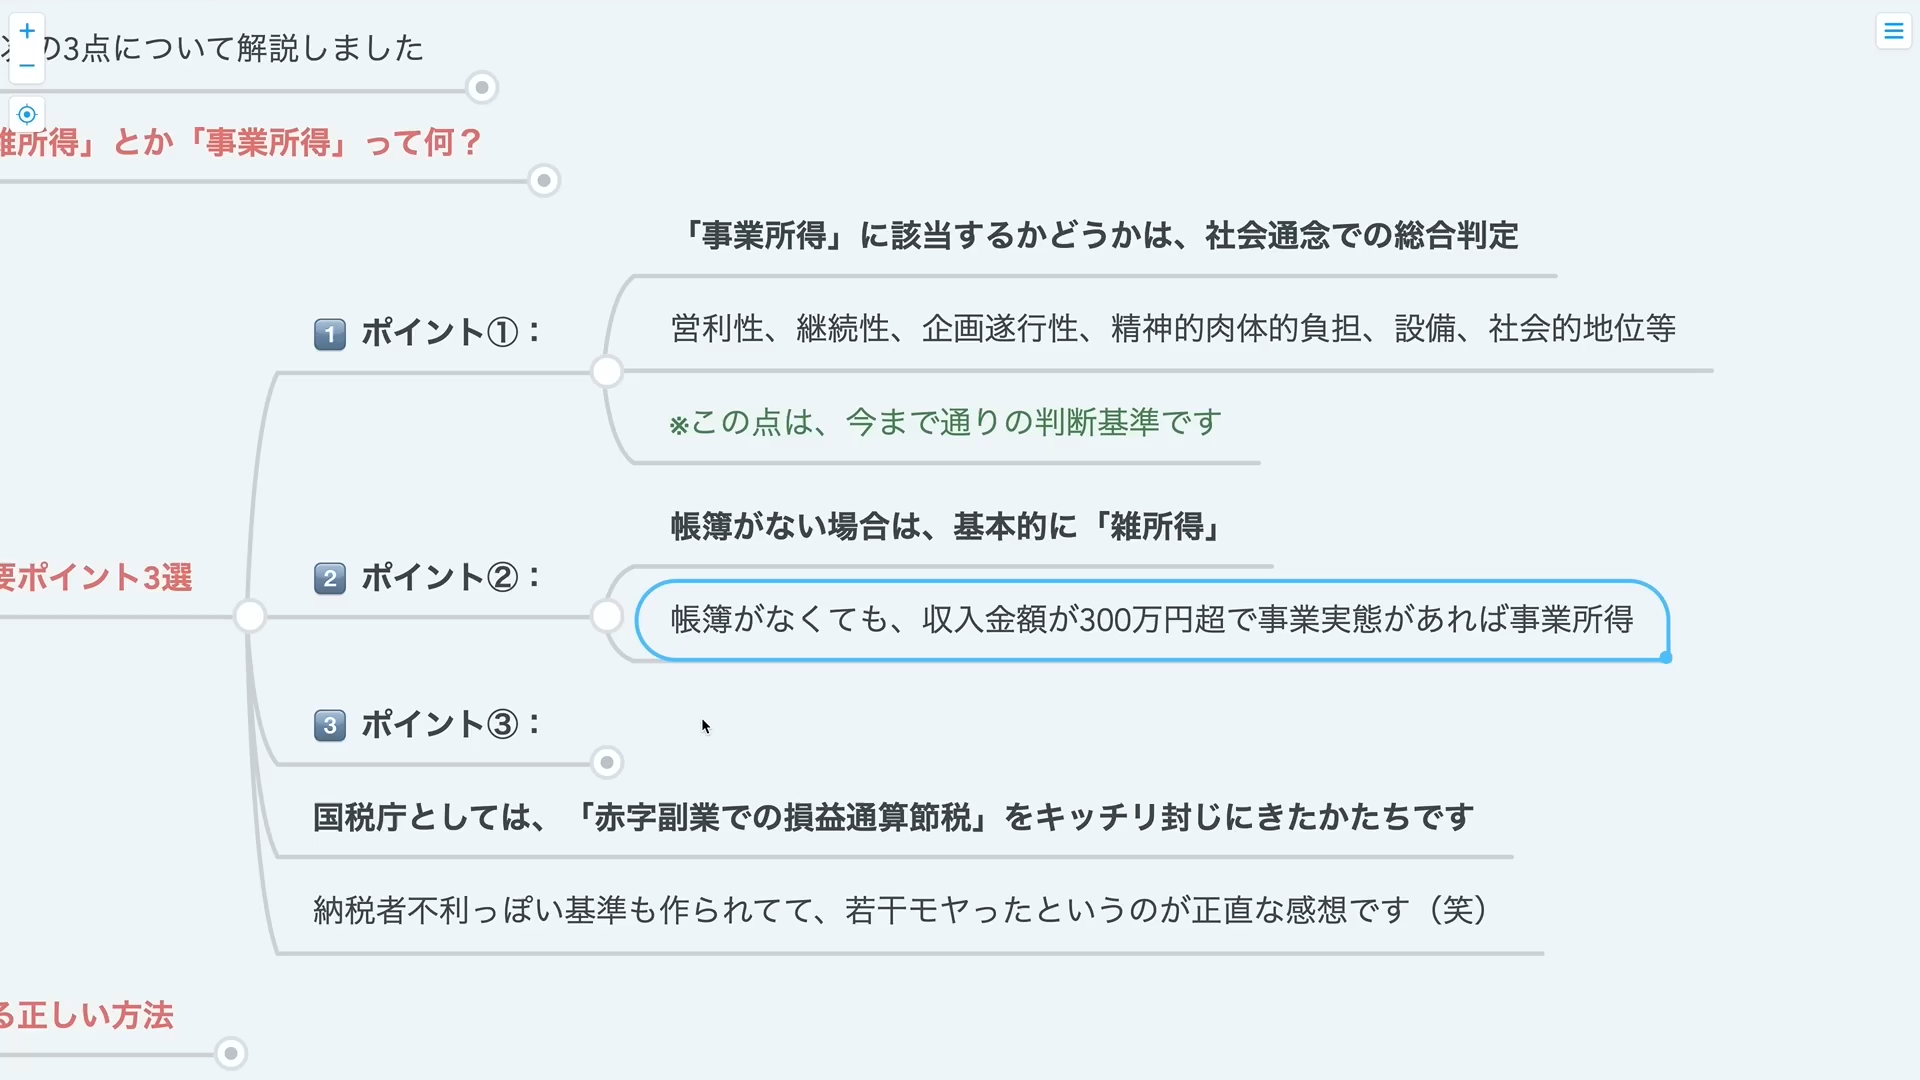 の3点について解説しました
雑所得」とか「事業所得」って何？
「事業所得」に該当するかどうかは、社会通念での総合判定
1 ポイント①：
営利性、継続性、企画遂行性、精神的肉体的負担、設備、社会的地位等
※この点は、今まで通りの判断基準です
帳簿がない場合は、基本的に「雑所得」
要ポイント3選
2 ポイント②：
帳簿がなくても、収入金額が300万円超で事業実態があれば事業所得
3 ポイント③：
国税庁としては、「赤字副業での損益通算節税」をキッチリ封じにきたかたちです
納税者不利っぽい基準も作られてて、若干モヤったというのが正直な感想です（笑）
る正しい方法